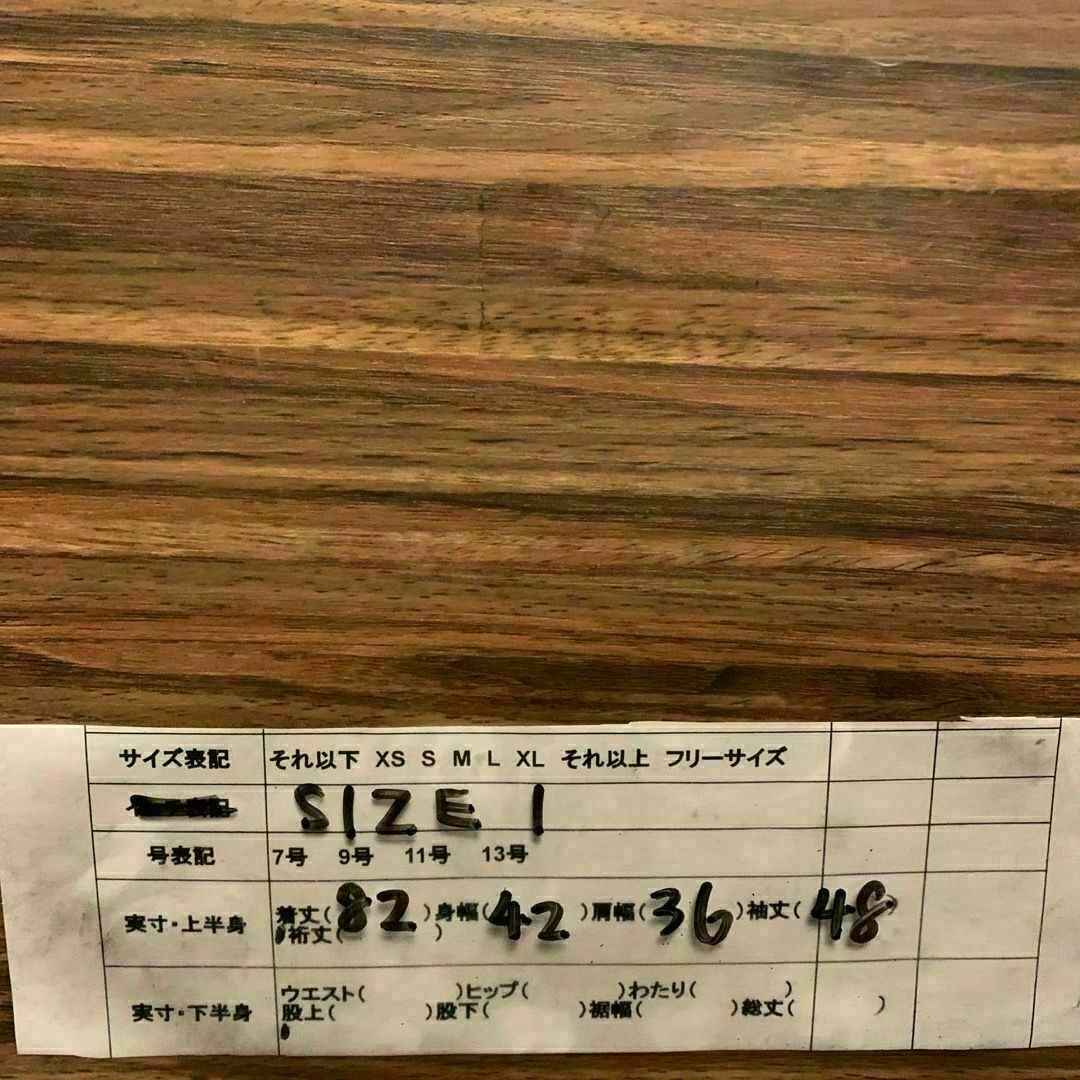 サイズ表記 それ以下 XS S M L XL それ以上 フリーサイズ
表記 SIZE 1
号表記 7号 9号 11号 13号
実寸・上半身 着丈(82)身幅(42)肩幅(36)袖丈(48)
裄丈( )
実寸・下半身 ウエスト( )ヒップ( )わたり( )
股上( )股下( )裾幅( )総丈( )